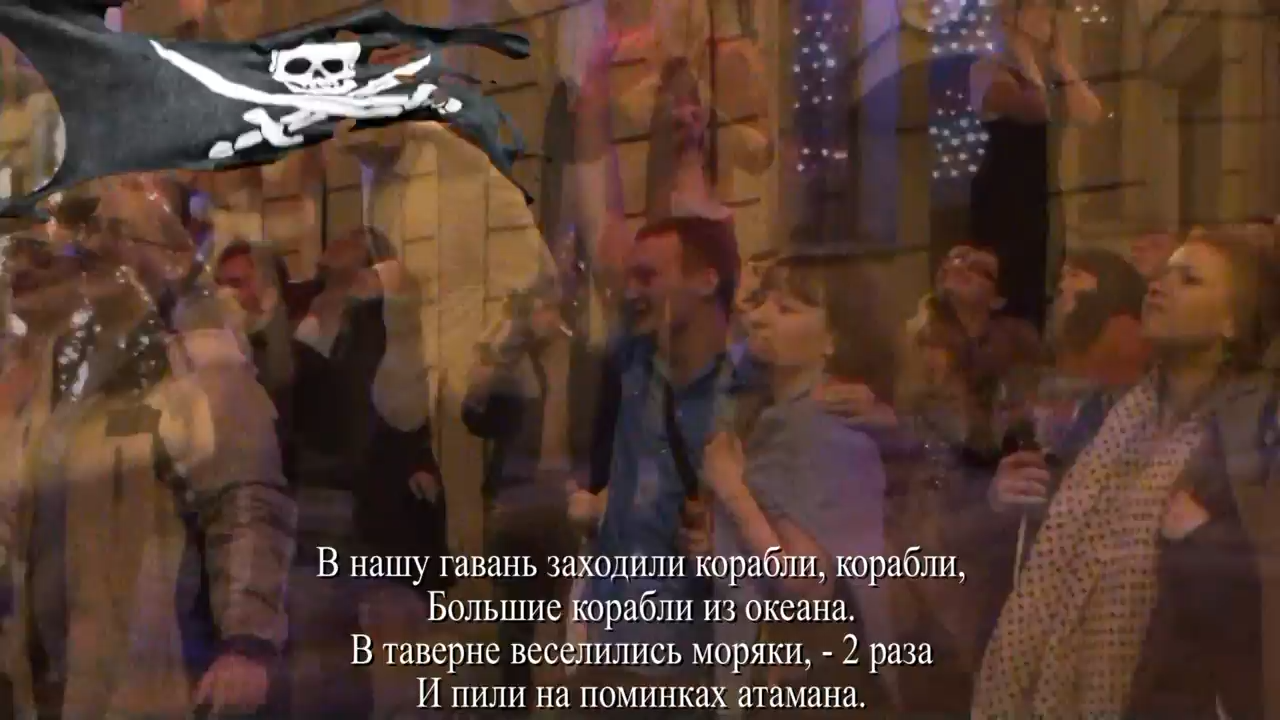 В нашу гавань заходили корабли, корабли,
Большие корабли из океана.
В таверне веселились моряки, - 2 раза
И пили на поминках атамана.